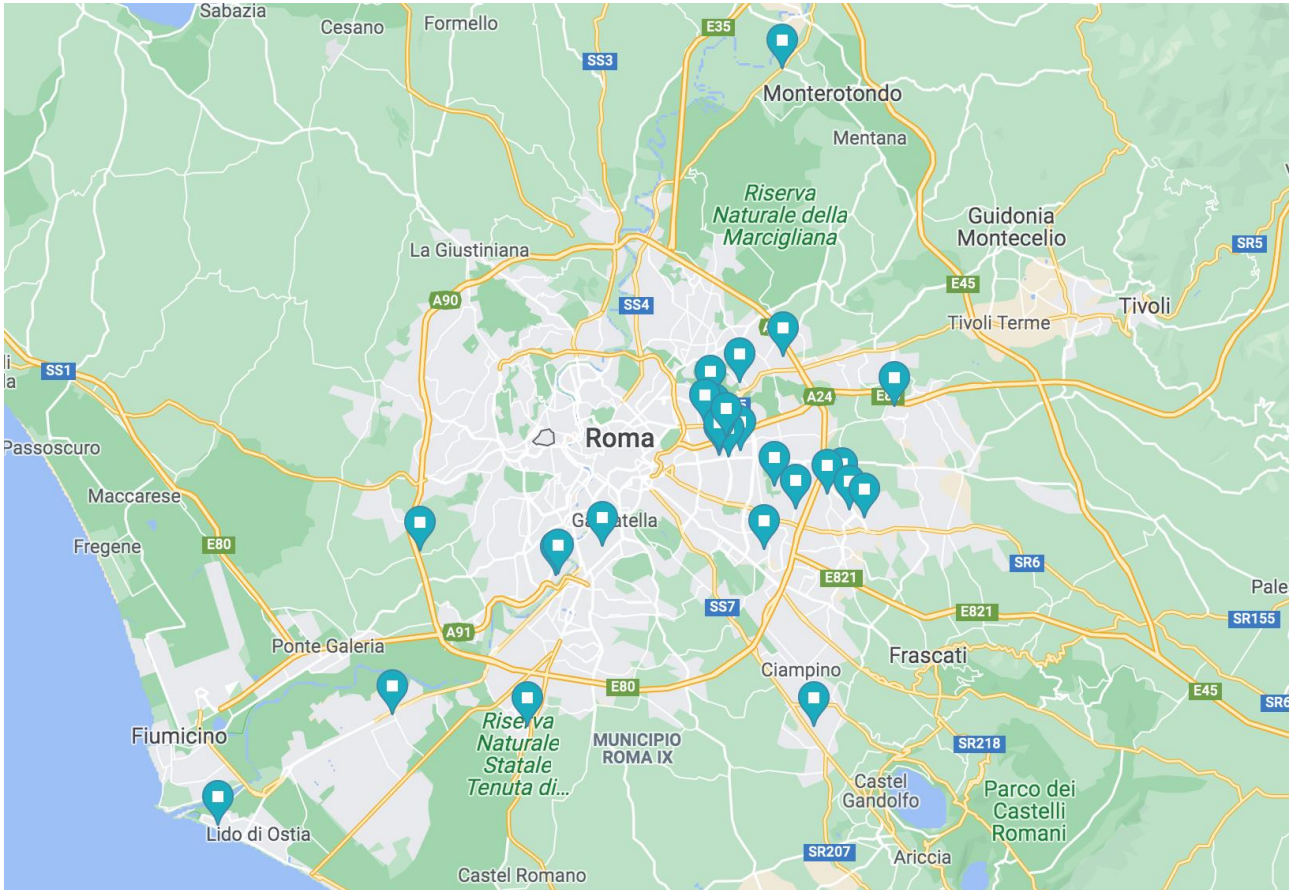 Sabazia
Cesano
Formello
E35
SS3
Monterotondo
Mentana
Riserva
Naturale della
Marcigliana
Guidonia
Montecelio
La Giustiniana
SR5
E45
A90
SS4
Tivoli
Tivoli Terme
SS1
A24
Roma
Passoscuro
Maccarese
Fregene
E80
SR6
E821
Pale
SS7
E821
SR155
A91
Ponte Galeria
Ciampino
Frascati
E80
E45
SR6
Fiumicino
Riserva
Naturale
Statale
Tenuta di...
MUNICIPIO
ROMA IX
SR218
Castel
Gandolfo
Parco dei
Castelli
Romani
Lido di Ostia
SR207
Ariccia
Castel Romano